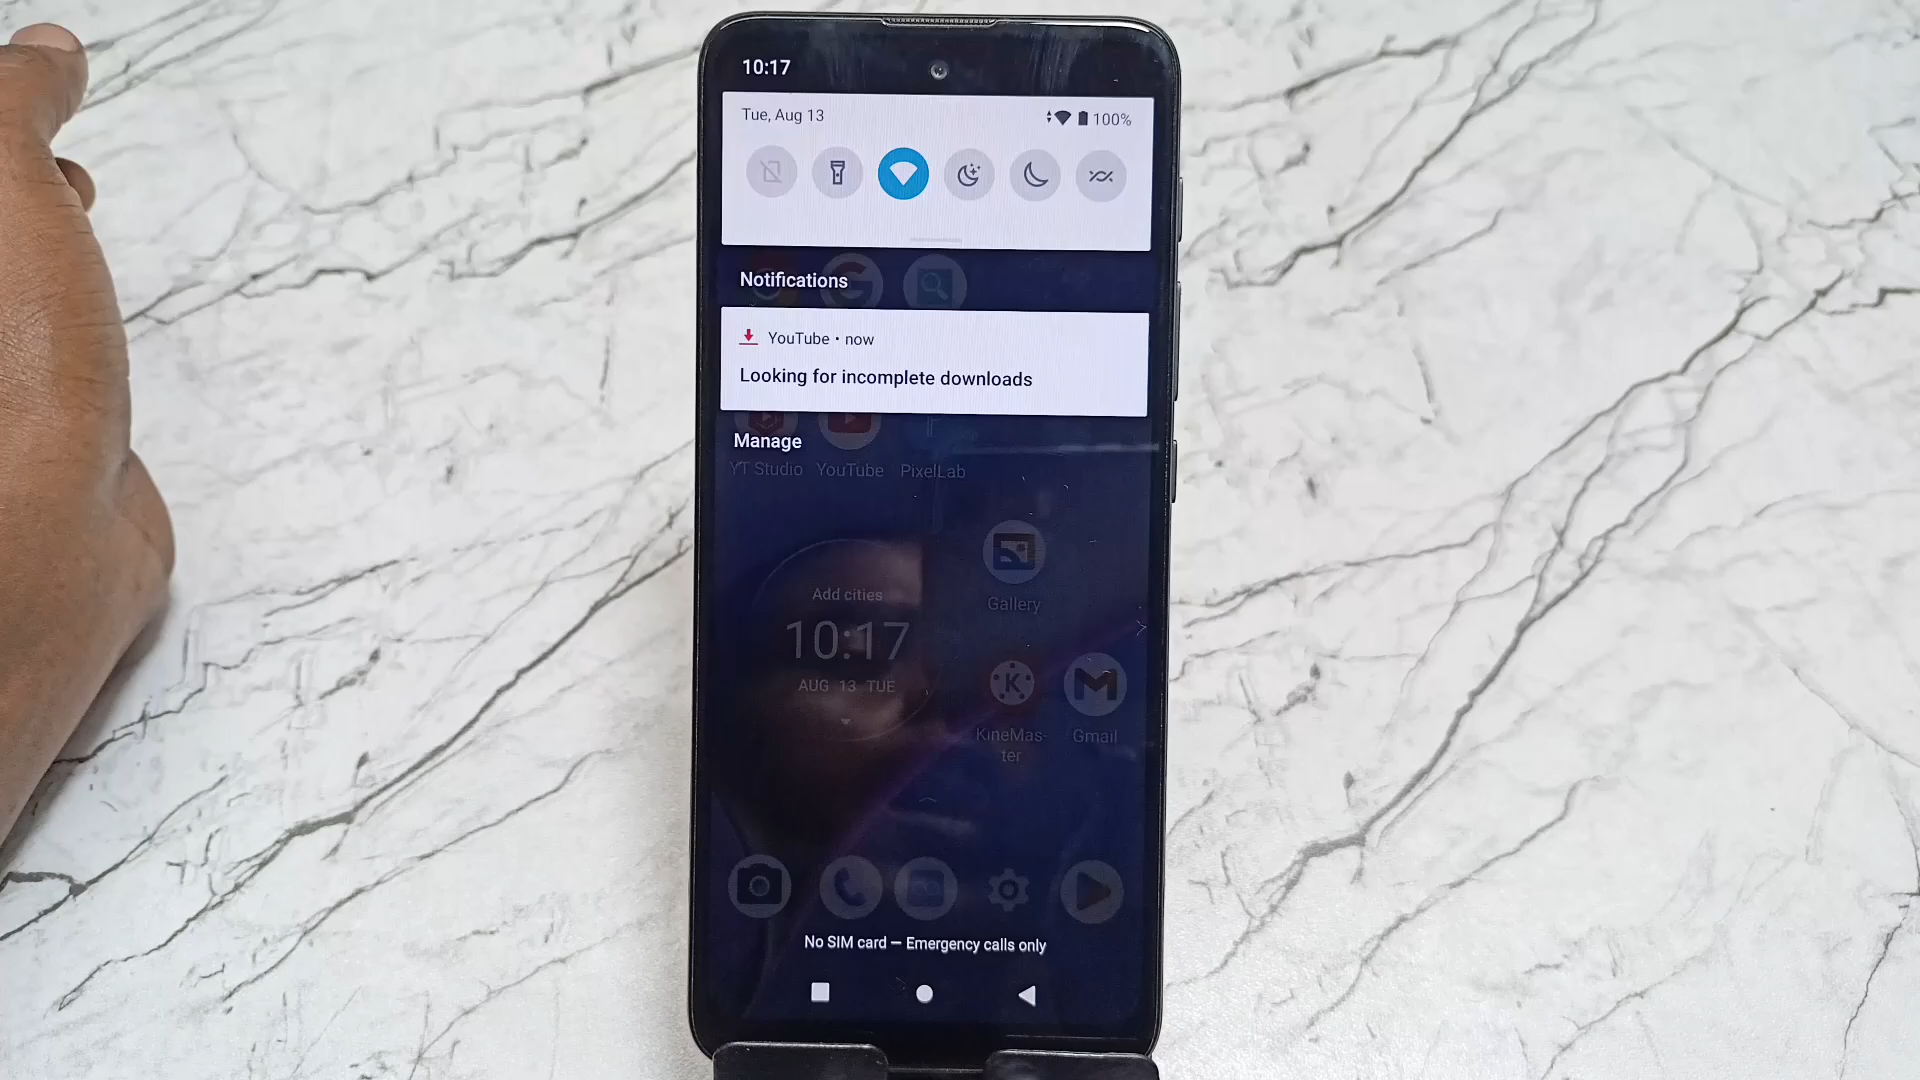 10:17
Tue, Aug 13
100%
Notifications
YouTube • now
Looking for incomplete downloads
Manage
YT Studio
YouTube
PixelLab
Gallery
Add cities
10:17
AUG 13 TUE
KineMas-
ter
Gmail
No SIM card — Emergency calls only